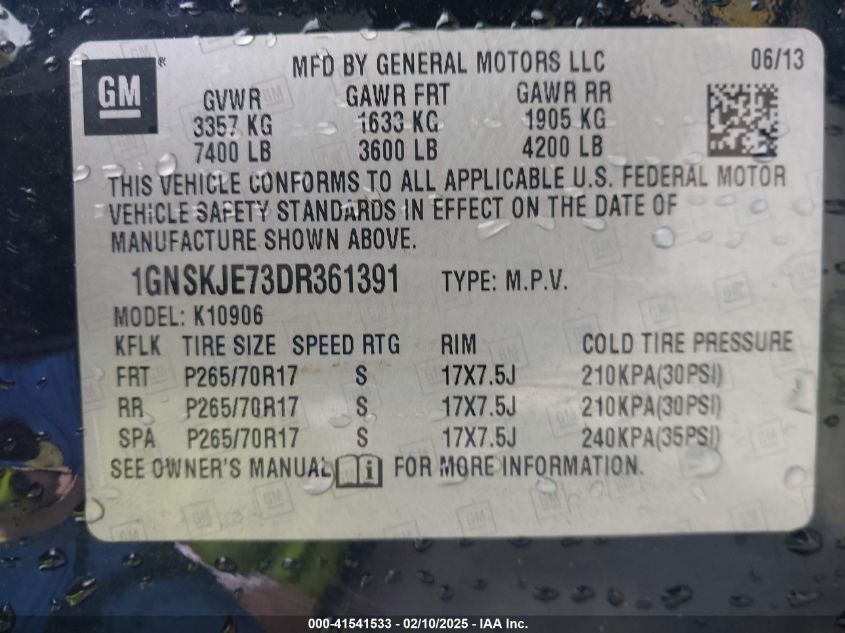 GM
MFD BY GENERAL MOTORS LLC 06/13
GVWR GAWR FRT GAWR RR
3357 KG 1633 KG 1905 KG
7400 LB 3600 LB 4200 LB
THIS VEHICLE CONFORMS TO ALL APPLICABLE U.S. FEDERAL MOTOR
VEHICLE SAFETY STANDARDS IN EFFECT ON THE DATE OF
MANUFACTURE SHOWN ABOVE.
1GNSKJE73DR361391 TYPE: M.P.V.
MODEL: K10906
KFLK TIRE SIZE SPEED RTG RIM COLD TIRE PRESSURE
FRT P265/70R17 S 17X7.5J 210KPA(30PSI)
RR P265/70R17 S 17X7.5J 210KPA(30PSI)
SPA P265/70R17 S 17X7.5J 240KPA(35PSI)
SEE OWNER'S MANUAL i FOR MORE INFORMATION.
000-41541533 - 02/10/2025 - IAA Inc.